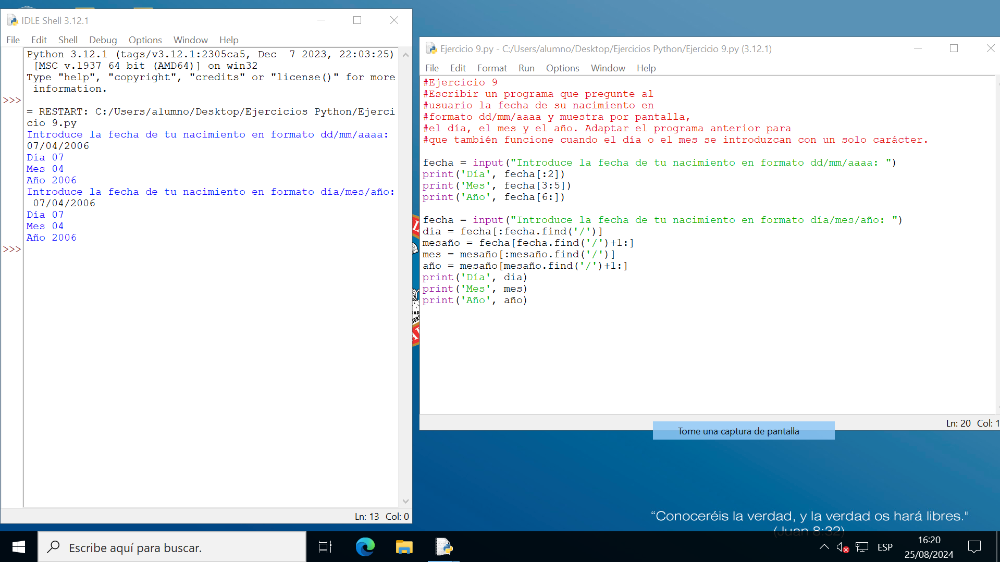 IDLE Shell 3.12.1
File Edit Shell Debug Options Window Help
Python 3.12.1 (tags/v3.12.1:2305ca5, Dec  7 2023, 22:03:25)
[MSC v.1937 64 bit (AMD64)] on win32
Type "help", "copyright", "credits" or "license()" for more
information.
>>>
= RESTART: C:/Users/alumno/Desktop/Ejercicios Python/Ejerci
cio 9.py
Introduce la fecha de tu nacimiento en formato dd/mm/aaaa:
07/04/2006
Día 07
Mes 04
Año 2006
Introduce la fecha de tu nacimiento en formato día/mes/año:
07/04/2006
Día 07
Mes 04
Año 2006
>>>
Ln: 13 Col: 0
Ejercicio 9.py - C:/Users/alumno/Desktop/Ejercicios Python/Ejercicio 9.py (3.12.1)
File Edit Format Run Options Window Help
#Ejercicio 9
#Escribir un programa que pregunte al
#usuario la fecha de su nacimiento en
#formato dd/mm/aaaa y muestra por pantalla,
#el día, el mes y el año. Adaptar el programa anterior para
#que también funcione cuando el día o el mes se introduzcan con un solo carácter.
fecha = input("Introduce la fecha de tu nacimiento en formato dd/mm/aaaa: ")
print('Día', fecha[:2])
print('Mes', fecha[3:5])
print('Año', fecha[6:])
fecha = input("Introduce la fecha de tu nacimiento en formato día/mes/año: ")
dia = fecha[:fecha.find('/')]
mesaño = fecha[fecha.find('/')+1:]
mes = mesaño[:mesaño.find('/')]
año = mesaño[mesaño.find('/')+1:]
print('Día', dia)
print('Mes', mes)
print('Año', año)
Ln: 20 Col: 1
Tome una captura de pantalla
“Conoceréis la verdad, y la verdad os hará libres."
(Juan 8:32)
Escribe aquí para buscar.
ESP
16:20
25/08/2024